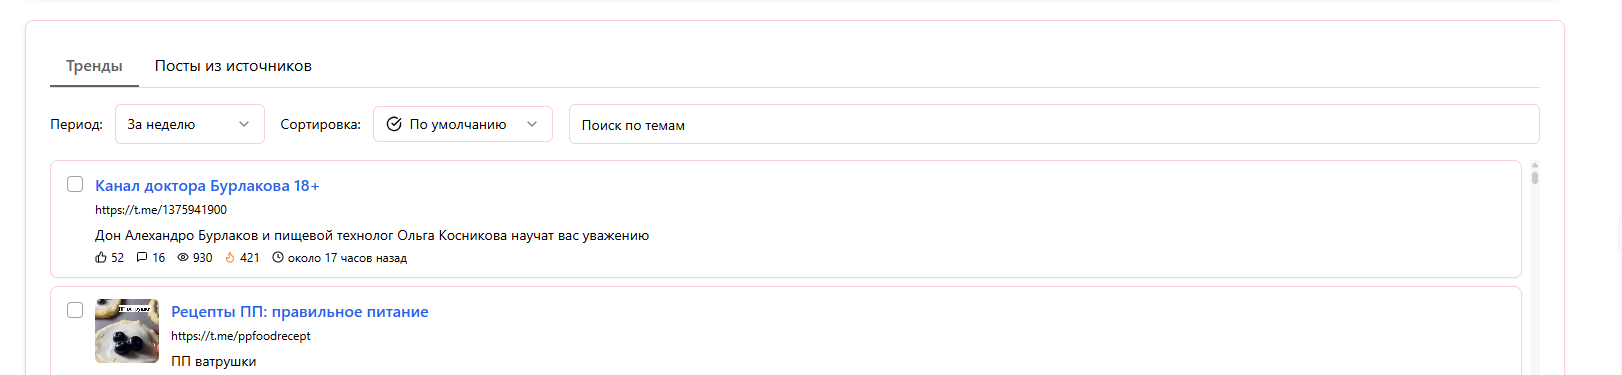 Тренды Посты из источников
Период: За неделю Сортировка: По умолчанию Поиск по темам
Канал доктора Бурлакова 18+
https://t.me/1375941900
Дон Алехандро Бурлаков и пищевой технолог Ольга Косникова научат вас уважению
52 16 930 421 около 17 часов назад
Рецепты ПП: правильное питание
https://t.me/ppfoodrecept
ПП ватрушки